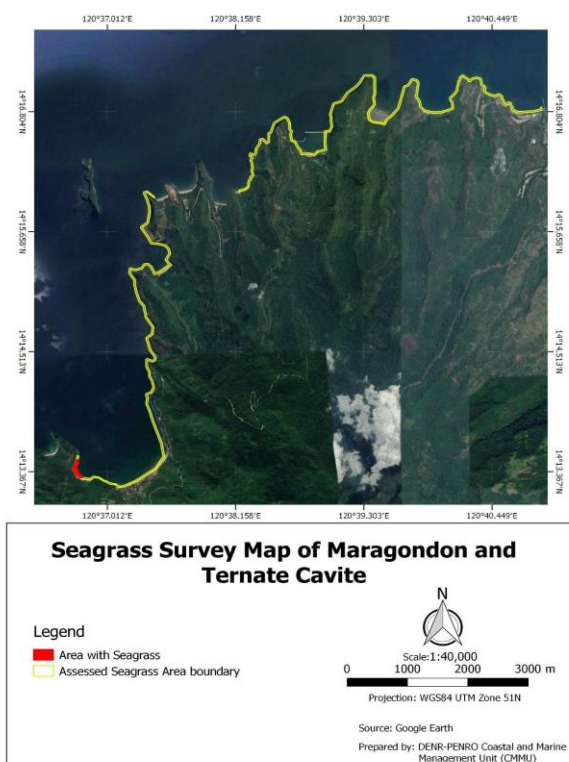 120°37.012'E 120°38.158'E 120°39.303'E 120°40.449'E
14°16.804'N 14°16.804'N
14°15.658'N 14°15.658'N
14°14.513'N 14°14.513'N
14°13.367'N 14°13.367'N
120°37.012'E 120°38.158'E 120°39.303'E 120°40.449'E
Seagrass Survey Map of Maragondon and
Ternate Cavite
Legend
Area with Seagrass
Assessed Seagrass Area boundary
N
Scale:1:40,000
0 1000 2000 3000 m
Projection: WGS84 UTM Zone 51N
Source: Google Earth
Prepared by: DENR-PENRO Coastal and Marine
Management Unit (CMMU)